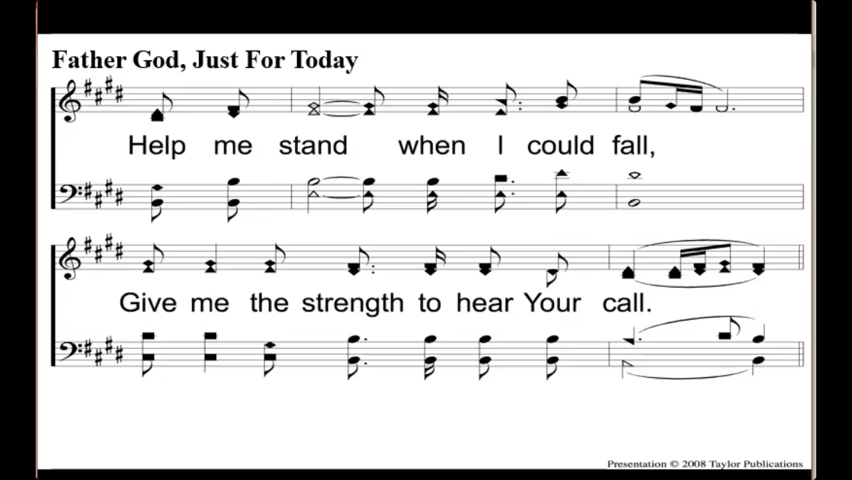 Father God, Just For Today
Help me stand when I could fall,
Give me the strength to hear Your call.
Presentation © 2008 Taylor Publications